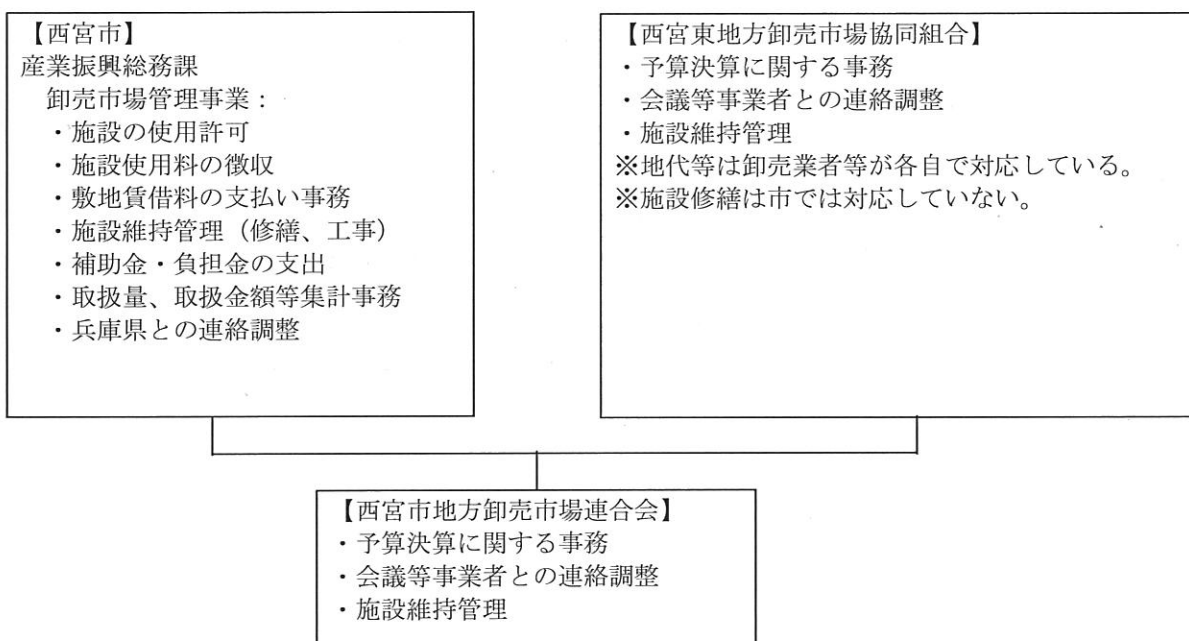 【西宮市】
産業振興総務課
卸売市場管理事業：
・施設の使用許可
・施設使用料の徴収
・敷地賃借料の支払い事務
・施設維持管理（修繕、工事）
・補助金・負担金の支出
・取扱量、取扱金額等集計事務
・兵庫県との連絡調整
【西宮東地方卸売市場協同組合】
・予算決算に関する事務
・会議等事業者との連絡調整
・施設維持管理
※地代等は卸売業者等が各自で対応している。
※施設修繕は市では対応していない。
【西宮市地方卸売市場連合会】
・予算決算に関する事務
・会議等事業者との連絡調整
・施設維持管理